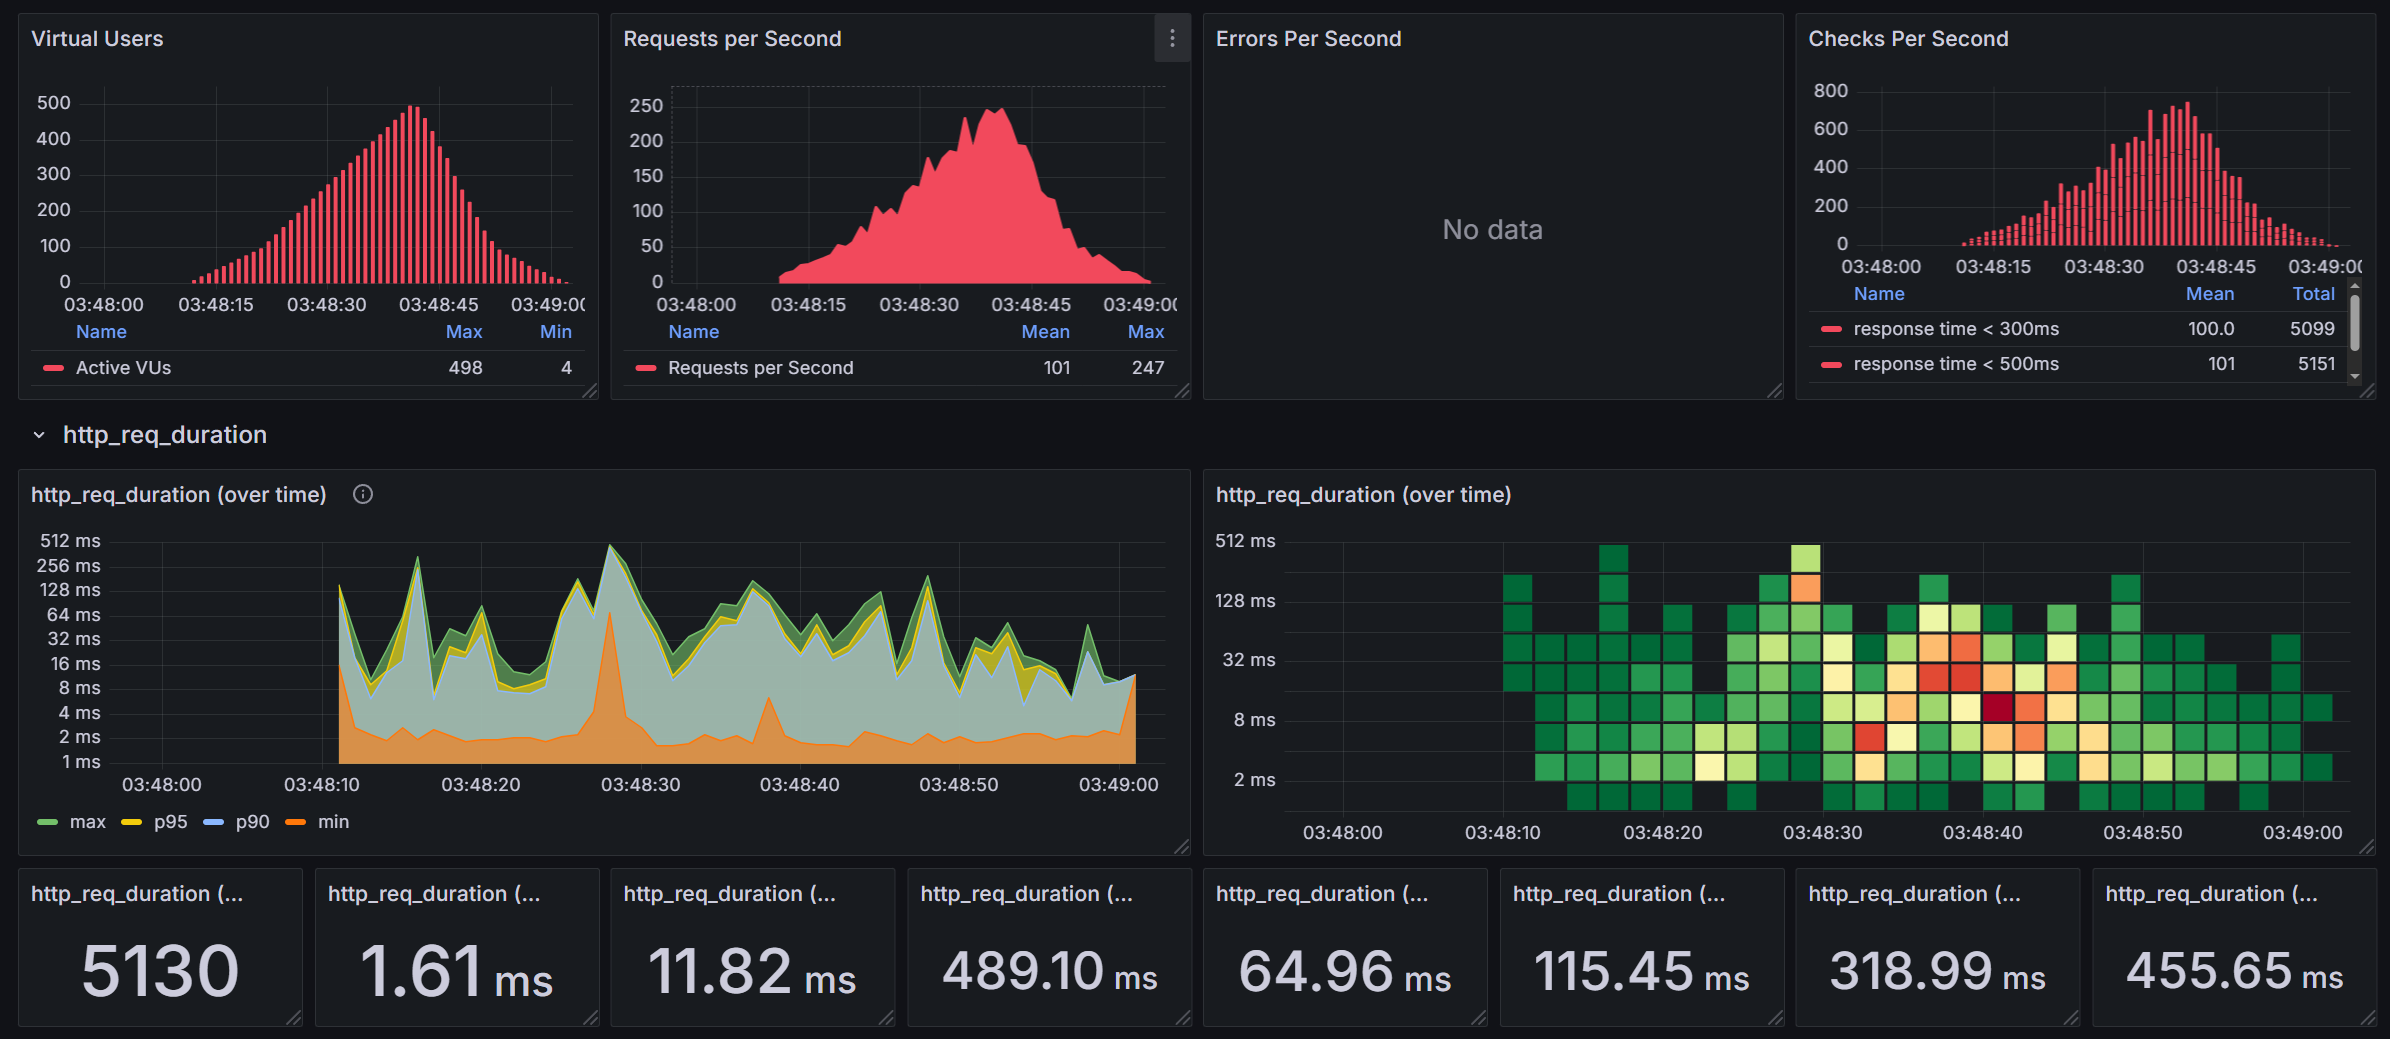 Virtual Users
500
400
300
200
100
0
03:48:00 03:48:15 03:48:30 03:48:45 03:49:00
Name Max Min
Active VUs 498 4
Requests per Second
250
200
150
100
50
0
03:48:00 03:48:15 03:48:30 03:48:45 03:49:00
Name Mean Max
Requests per Second 101 247
Errors Per Second
No data
Checks Per Second
800
600
400
200
0
03:48:00 03:48:15 03:48:30 03:48:45 03:49:00
Name Mean Total
response time < 300ms 100.0 5099
response time < 500ms 101 5151
http_req_duration
http_req_duration (over time)
512 ms
256 ms
128 ms
64 ms
32 ms
16 ms
8 ms
4 ms
2 ms
1 ms
03:48:00 03:48:10 03:48:20 03:48:30 03:48:40 03:48:50 03:49:00
max p95 p90 min
http_req_duration (over time)
512 ms
128 ms
32 ms
8 ms
2 ms
03:48:00 03:48:10 03:48:20 03:48:30 03:48:40 03:48:50 03:49:00
http_req_duration (...
5130
http_req_duration (...
1.61 ms
http_req_duration (...
11.82 ms
http_req_duration (...
489.10 ms
http_req_duration (...
64.96 ms
http_req_duration (...
115.45 ms
http_req_duration (...
318.99 ms
http_req_duration (...
455.65 ms